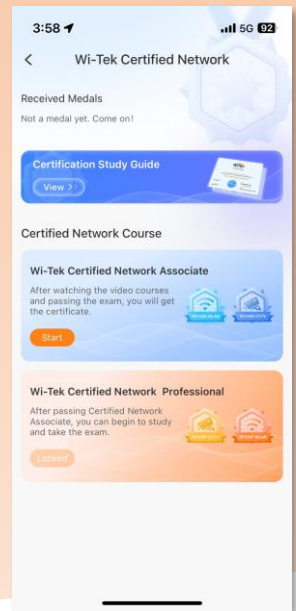 3:58
5G 92
Wi-Tek Certified Network
Received Medals
Not a medal yet. Come on!
Certification Study Guide
View
Certified Network Course
Wi-Tek Certified Network Associate
After watching the video courses
and passing the exam, you will get
the certificate.
Start
Wi-Tek Certified Network Professional
After passing Certified Network
Associate, you can begin to study
and take the exam.
Locked